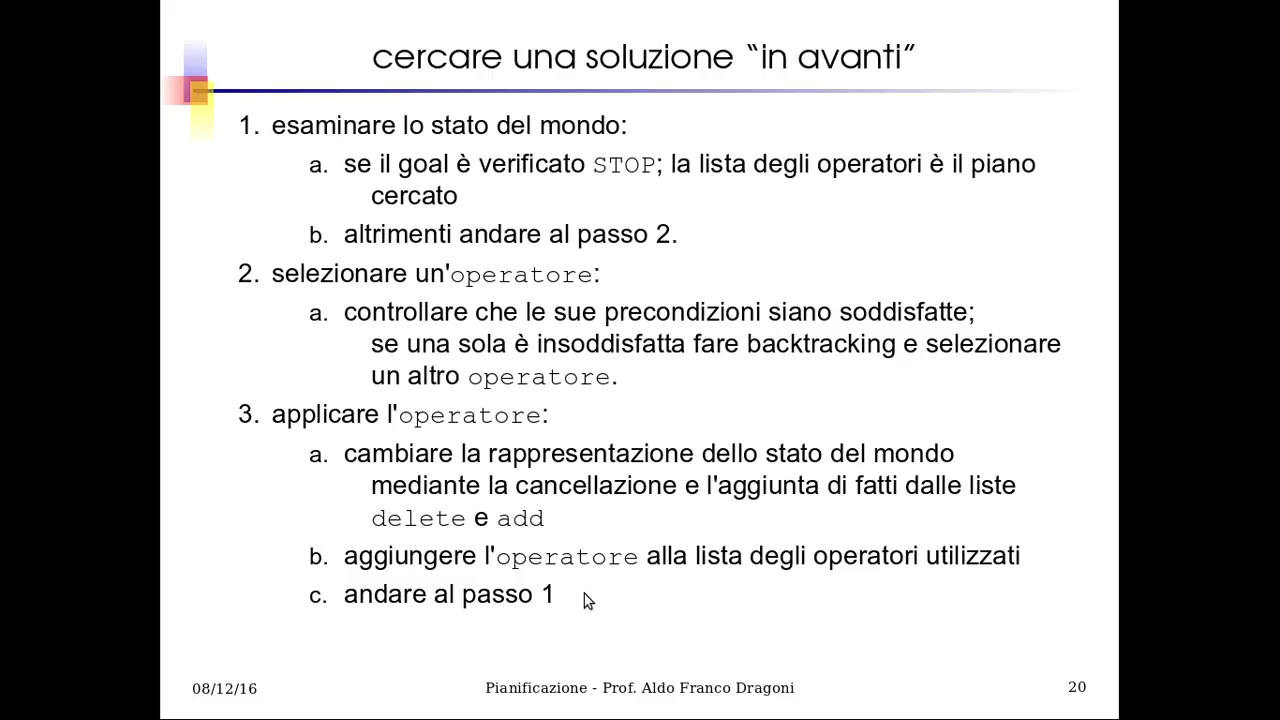 cercare una soluzione “in avanti”
1. esaminare lo stato del mondo:
a. se il goal è verificato STOP; la lista degli operatori è il piano
cercato
b. altrimenti andare al passo 2.
2. selezionare un'operatore:
a. controllare che le sue precondizioni siano soddisfatte;
se una sola è insoddisfatta fare backtracking e selezionare
un altro operatore.
3. applicare l'operatore:
a. cambiare la rappresentazione dello stato del mondo
mediante la cancellazione e l'aggiunta di fatti dalle liste
delete e add
b. aggiungere l'operatore alla lista degli operatori utilizzati
c. andare al passo 1
08/12/16 Pianificazione - Prof. Aldo Franco Dragoni 20